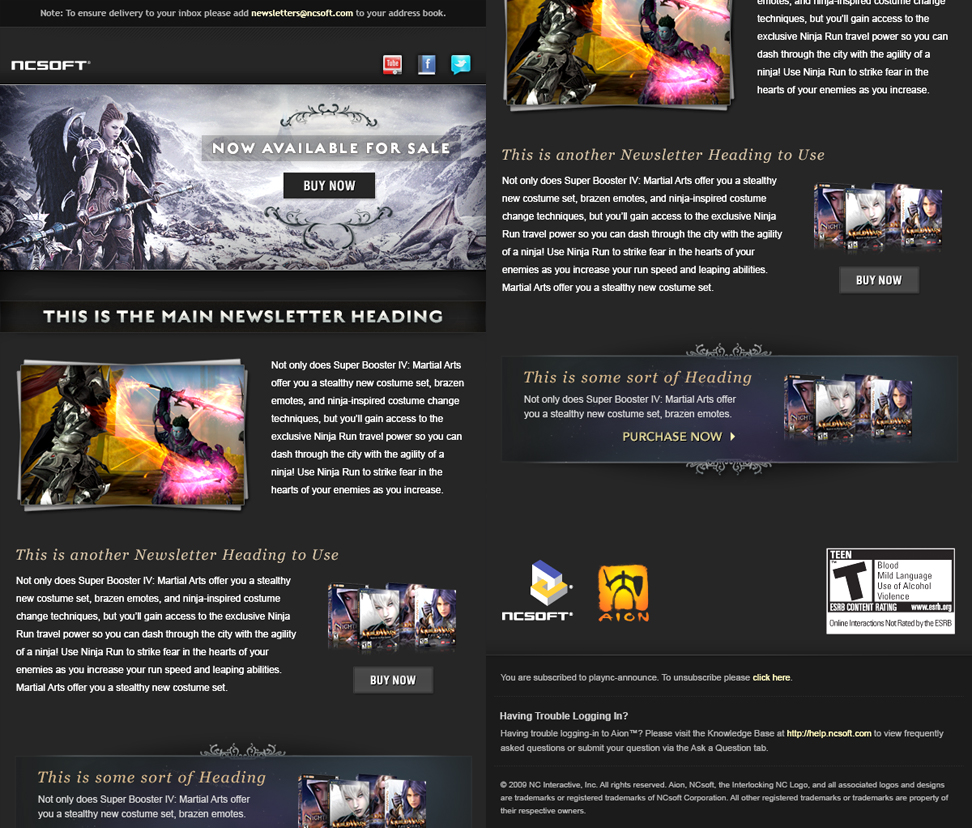 Note: To ensure delivery to your inbox please add newsletters@ncsoft.com to your address book.
NCSOFT®
You
Tube
f
NOW AVAILABLE FOR SALE
BUY NOW
THIS IS THE MAIN NEWSLETTER HEADING
Not only does Super Booster IV: Martial Arts
offer you a stealthy new costume set, brazen
emotes, and ninja-inspired costume change
techniques, but you'll gain access to the
exclusive Ninja Run travel power so you can
dash through the city with the agility of a
ninja! Use Ninja Run to strike fear in the
hearts of your enemies as you increase.
This is another Newsletter Heading to Use
Not only does Super Booster IV: Martial Arts offer you a stealthy
new costume set, brazen emotes, and ninja-inspired costume
change techniques, but you'll gain access to the exclusive Ninja
Run travel power so you can dash through the city with the agility
of a ninja! Use Ninja Run to strike fear in the hearts of your
enemies as you increase your run speed and leaping abilities.
Martial Arts offer you a stealthy new costume set.
GUILD WARS
BUY NOW
This is some sort of Heading
Not only does Super Booster IV: Martial Arts offer
you a stealthy new costume set, brazen emotes.
emotes, and ninja-inspired costume change
techniques, but you'll gain access to the
exclusive Ninja Run travel power so you can
dash through the city with the agility of a
ninja! Use Ninja Run to strike fear in the
hearts of your enemies as you increase.
This is another Newsletter Heading to Use
Not only does Super Booster IV: Martial Arts offer you a stealthy
new costume set, brazen emotes, and ninja-inspired costume
change techniques, but you'll gain access to the exclusive Ninja
Run travel power so you can dash through the city with the agility
of a ninja! Use Ninja Run to strike fear in the hearts of your
enemies as you increase your run speed and leaping abilities.
Martial Arts offer you a stealthy new costume set.
GUILD WARS
BUY NOW
This is some sort of Heading
Not only does Super Booster IV: Martial Arts offer
you a stealthy new costume set, brazen emotes.
PURCHASE NOW
GUILD WARS
NCSOFT®
AION
TEEN
T
Blood
Mild Language
Use of Alcohol
Violence
ESRB CONTENT RATING www.esrb.org
Online Interactions Not Rated by the ESRB
You are subscribed to plaync-announce. To unsubscribe please click here.
Having Trouble Logging In?
Having trouble logging-in to Aion™? Please visit the Knowledge Base at http://help.ncsoft.com to view frequently
asked questions or submit your question via the Ask a Question tab.
© 2009 NC Interactive, Inc. All rights reserved. Aion, NCsoft, the Interlocking NC Logo, and all associated logos and designs
are trademarks or registered trademarks of NCsoft Corporation. All other registered trademarks or trademarks are property of
their respective owners.